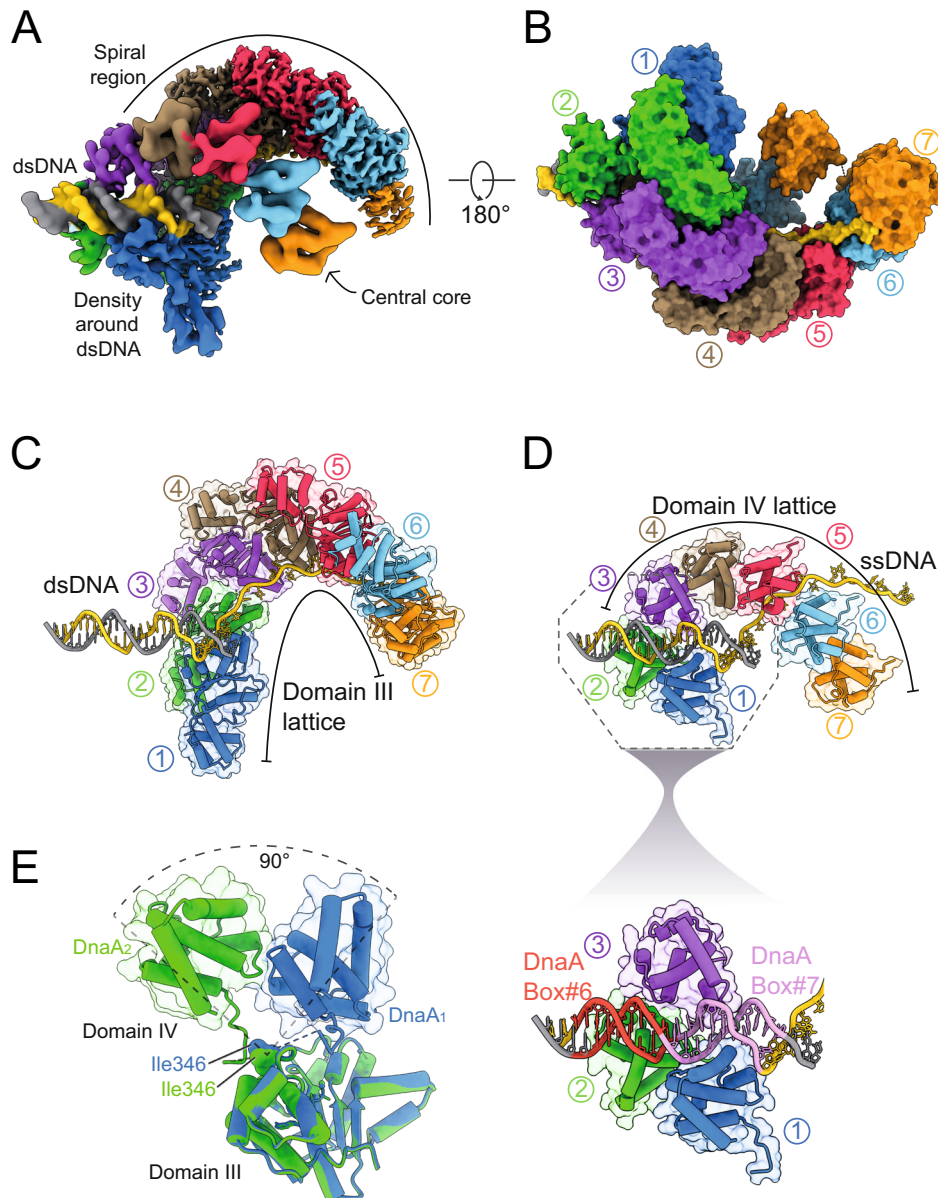 A
Spiral
region
dsDNA
Density
around
dsDNA
Central core
180°
B
①
②
③
④
⑤
⑥
⑦
C
dsDNA
①
②
③
④
⑤
⑥
⑦
Domain III
lattice
D
Domain IV lattice
ssDNA
①
②
③
④
⑤
⑥
⑦
③
DnaA
Box#6
DnaA
Box#7
②
①
E
90°
DnaA₂
DnaA₁
Domain IV
Ile346
Ile346
Domain III